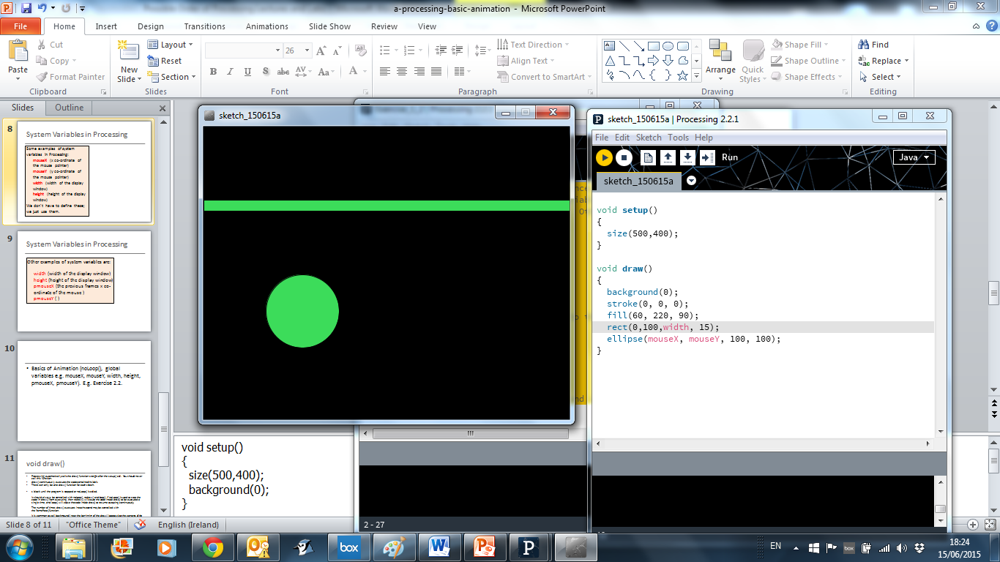 a-processing-basic-animation - Microsoft PowerPoint
File Home Insert Design Transitions Animations Slide Show Review View
Cut
Copy
Format Painter
Paste
Clipboard
New Slide
Layout
Reset
Section
Slides
26
B I U S abc AV Aa A
Font
Text Direction
Align Text
Convert to SmartArt
Paragraph
Arrange
Quick Styles
Shape Fill
Shape Outline
Shape Effects
Drawing
Find
Replace
Select
Editing
Slides Outline
8
System Variables in Processing
Some examples of system
variables in Processing:
mouseX (x co-ordinate of
the mouse pointer)
mouseY (y co-ordinate of
the mouse pointer)
width (width of the display
window)
height (height of the display
window)
We don't have to define these;
we just use them.
9
System Variables in Processing
Other examples of system variables are:
width (width of the display window)
height (height of the display window)
pmouseX (the previous frames x co-
ordinate of the mouse )
pmouseY ( )
10
Basics of Animation (noLoop(), global
variables e.g. mouseX, mouseY, width, height,
pmouseX, pmouseY). E.g. Exercise 2.2.
11
void draw()
sketch_150615a
void setup()
{
size(500,400);
background(0);
}
2 - 27
sketch_150615a | Processing 2.2.1
File Edit Sketch Tools Help
Run
Java
sketch_150615a
void setup()
{
size(500,400);
}
void draw()
{
background(0);
stroke(0, 0, 0);
fill(60, 220, 90);
rect(0,100,width, 15);
ellipse(mouseX, mouseY, 100, 100);
}
Slide 8 of 11 "Office Theme" English (Ireland)
box
EN
box
18:24
15/06/2015